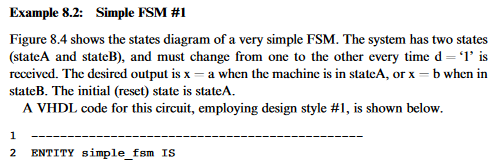 Example 8.2: Simple FSM #1
Figure 8.4 shows the states diagram of a very simple FSM. The system has two states
(stateA and stateB), and must change from one to the other every time d = ‘1’ is
received. The desired output is x = a when the machine is in stateA, or x = b when in
stateB. The initial (reset) state is stateA.
A VHDL code for this circuit, employing design style #1, is shown below.
1 ----------------------------------------------
2 ENTITY simple_fsm IS